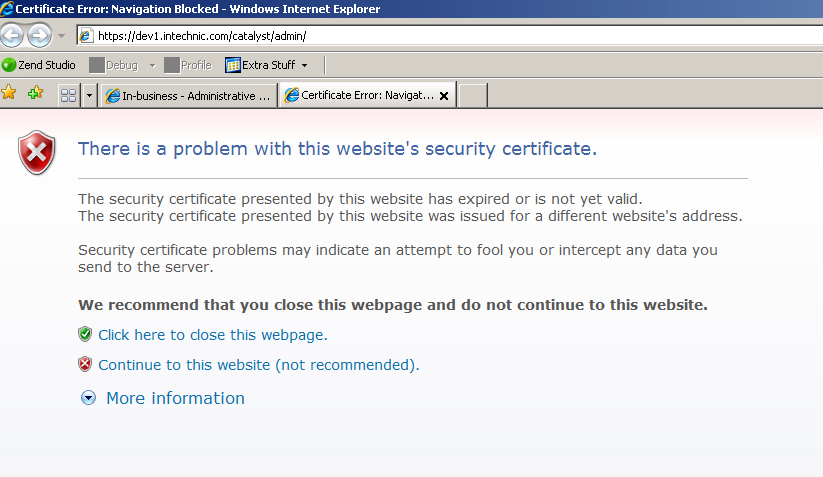 Certificate Error: Navigation Blocked - Windows Internet Explorer
https://dev1.intechnic.com/catalyst/admin/
Zend Studio Debug Profile Extra Stuff
In-business - Administrative ... Certificate Error: Navigat...
There is a problem with this website's security certificate.
The security certificate presented by this website has expired or is not yet valid.
The security certificate presented by this website was issued for a different website's address.
Security certificate problems may indicate an attempt to fool you or intercept any data you
send to the server.
We recommend that you close this webpage and do not continue to this website.
Click here to close this webpage.
Continue to this website (not recommended).
More information